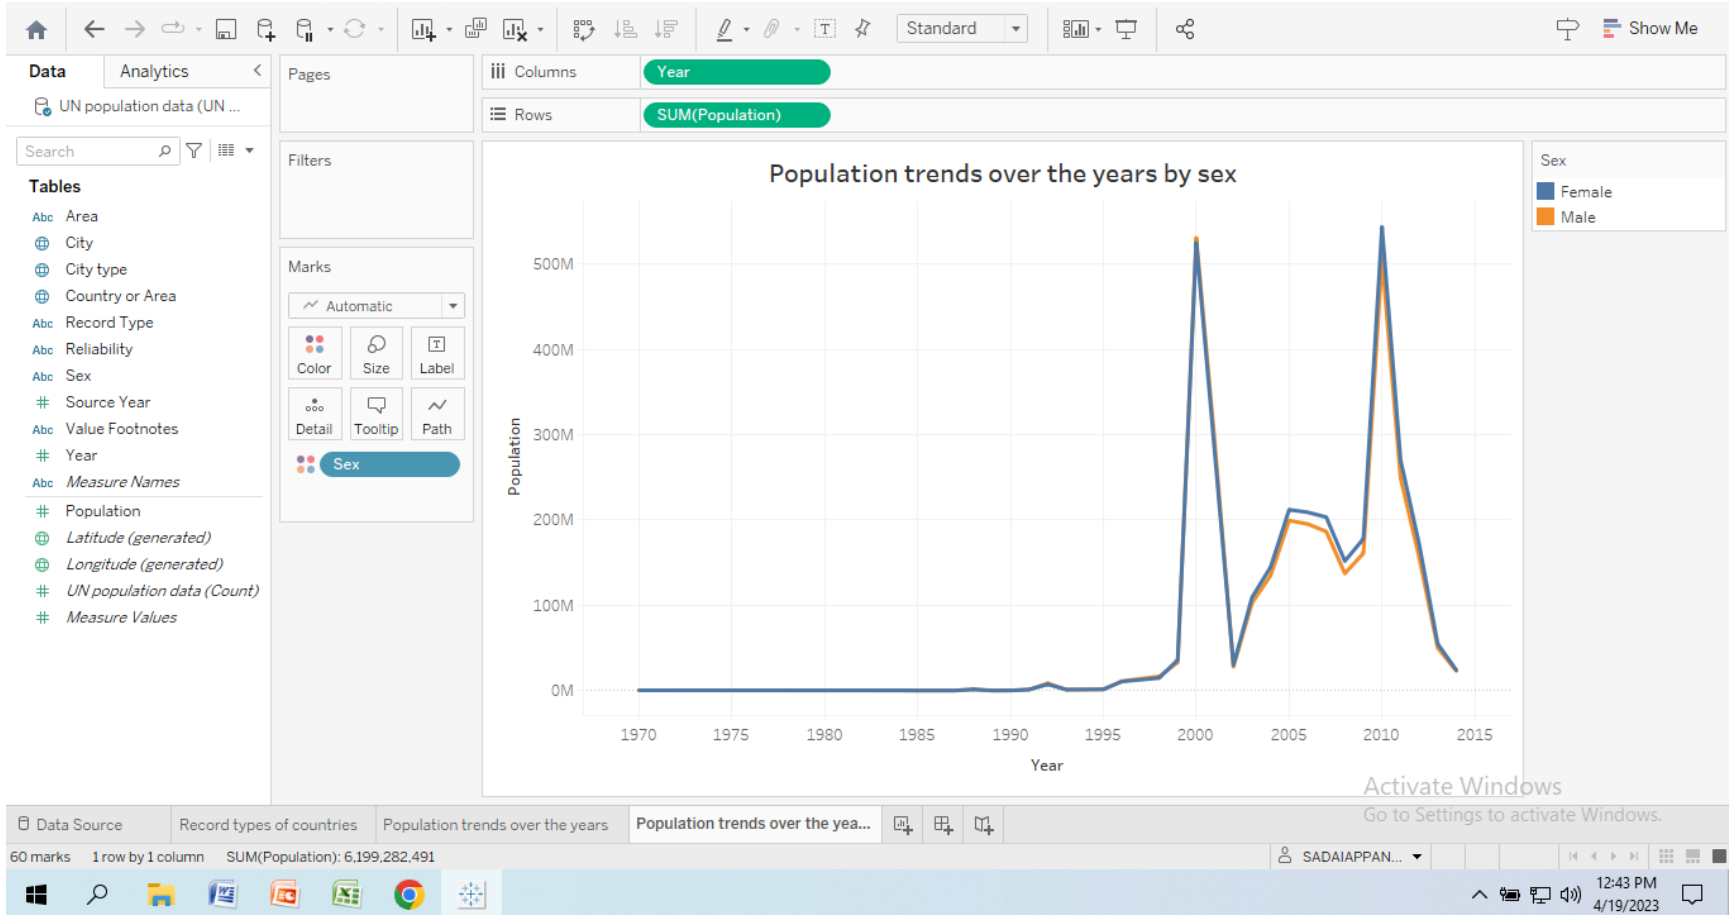 Standard
Show Me
Data
Analytics
UN population data (UN ...
Search
Tables
Abc Area
City
City type
Country or Area
Abc Record Type
Abc Reliability
Abc Sex
# Source Year
Abc Value Footnotes
# Year
Abc Measure Names
# Population
Latitude (generated)
Longitude (generated)
# UN population data (Count)
# Measure Values
Pages
Filters
Marks
Automatic
Color
Size
T
Label
Detail
Tooltip
Path
Sex
Columns
Year
Rows
SUM(Population)
Population trends over the years by sex
Population
500M
400M
300M
200M
100M
0M
1970 1975 1980 1985 1990 1995 2000 2005 2010 2015
Year
Sex
Female
Male
Activate Windows
Go to Settings to activate Windows.
Data Source
Record types of countries
Population trends over the years
Population trends over the yea...
60 marks 1 row by 1 column SUM(Population): 6,199,282,491
SADAIAPPAN...
12:43 PM
4/19/2023